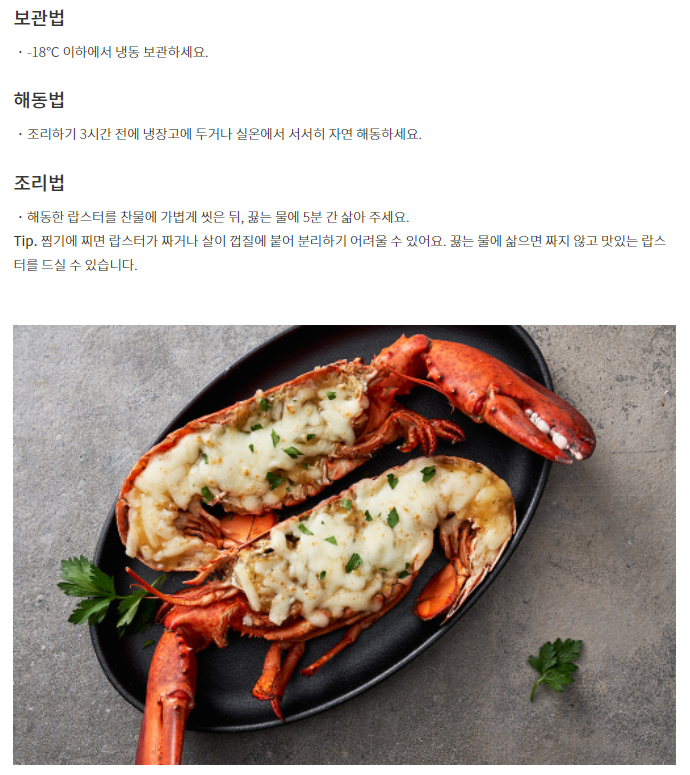 보관법
· -18℃ 이하에서 냉동 보관하세요.
해동법
· 조리하기 3시간 전에 냉장고에 두거나 실온에서 서서히 자연 해동하세요.
조리법
· 해동한 랍스터를 찬물에 가볍게 씻은 뒤, 끓는 물에 5분 간 삶아 주세요.
Tip. 찜기에 찌면 랍스터가 짜거나 살이 껍질에 붙어 분리하기 어려울 수 있어요. 끓는 물에 삶으면 짜지 않고 맛있는 랍스
터를 드실 수 있습니다.